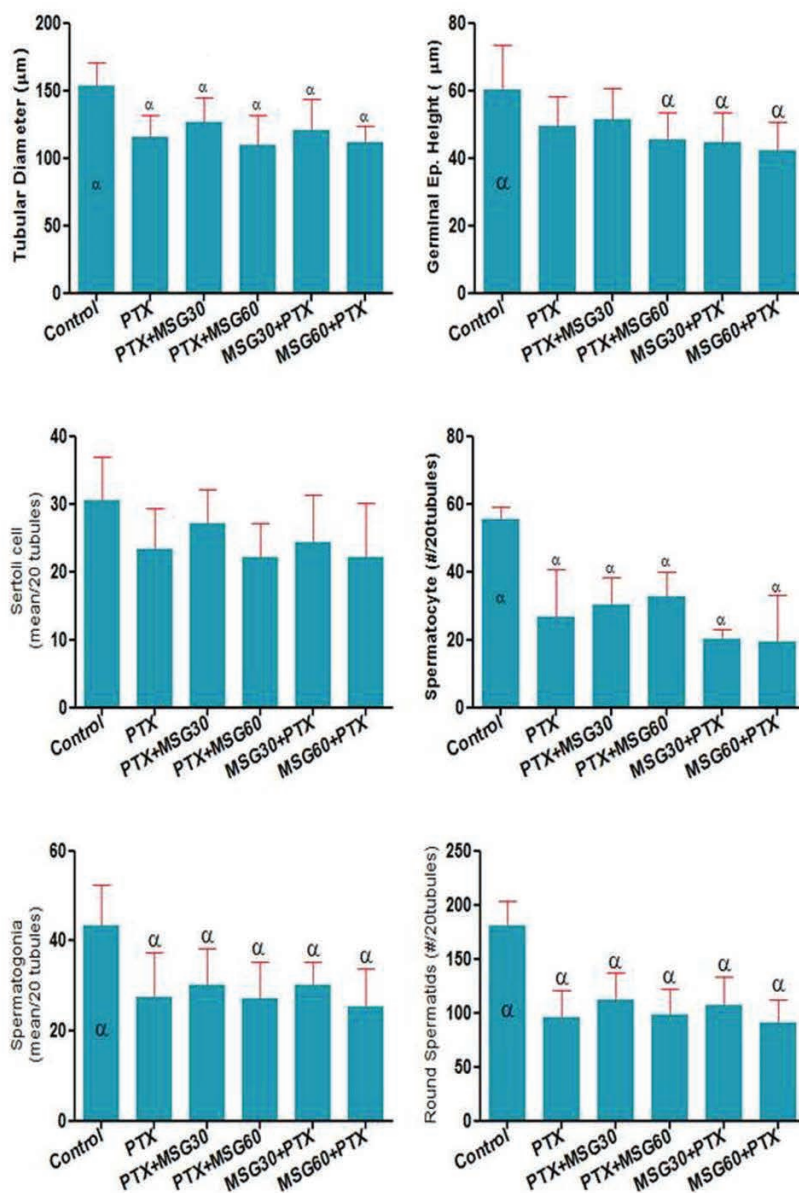 Tubular Diameter (μm)
200
150
100
50
0
α
α
α
α
α
α
Control
PTX
PTX+MSG30
PTX+MSG60
MSG30+PTX
MSG60+PTX
Germinal Ep. Height ( μm)
80
60
40
20
0
α
α
α
α
Control
PTX
PTX+MSG30
PTX+MSG60
MSG30+PTX
MSG60+PTX
Sertoli cell
(mean/20 tubules)
40
30
20
10
0
Control
PTX
PTX+MSG30
PTX+MSG60
MSG30+PTX
MSG60+PTX
Spermatocyte (#/20tubules)
80
60
40
20
0
α
α
α
α
α
α
Control
PTX
PTX+MSG30
PTX+MSG60
MSG30+PTX
MSG60+PTX
Spermatogonia
(mean/20 tubules)
60
40
20
0
α
α
α
α
α
α
Control
PTX
PTX+MSG30
PTX+MSG60
MSG30+PTX
MSG60+PTX
Round Spermatids (#/20tubules)
250
200
150
100
50
0
α
α
α
α
α
α
Control
PTX
PTX+MSG30
PTX+MSG60
MSG30+PTX
MSG60+PTX